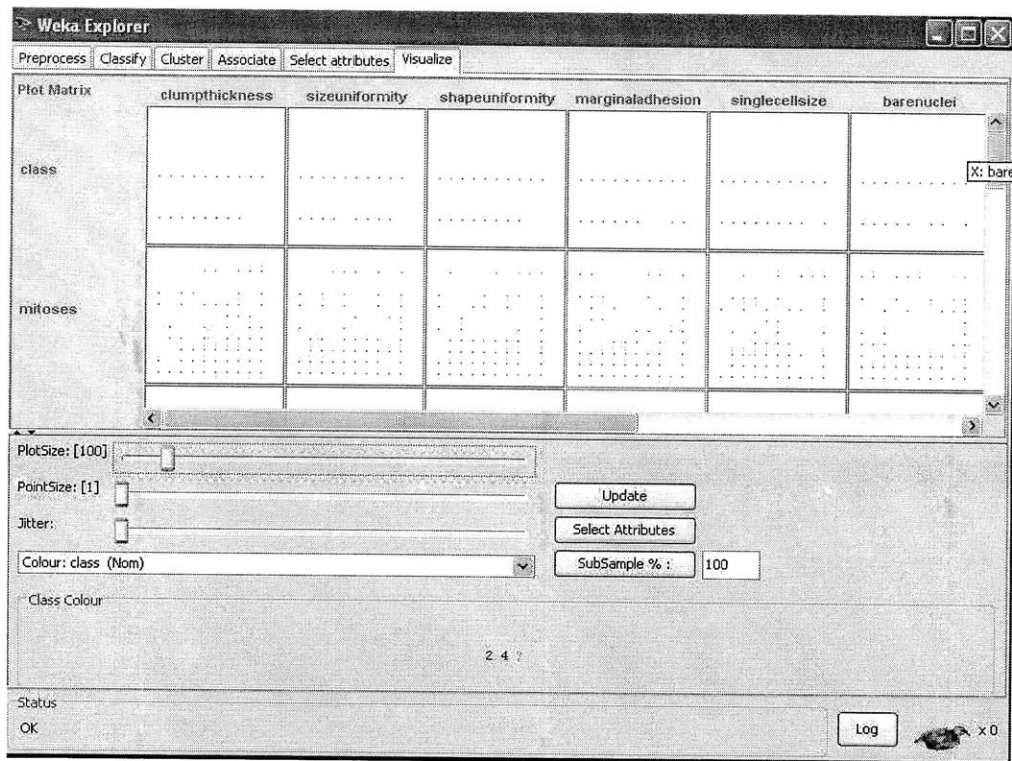 Weka Explorer
Preprocess Classify Cluster Associate Select attributes Visualize
Plot Matrix clumpthickness sizeuniformity shapeuniformity marginaladhesion singlecellsize barenuclei
class
X: bare
mitoses
PlotSize: [100]
PointSize: [1]
Update
Jitter:
Select Attributes
Colour: class (Nom)
SubSample % :
100
Class Colour
2 4 ?
Status
OK
Log
x 0